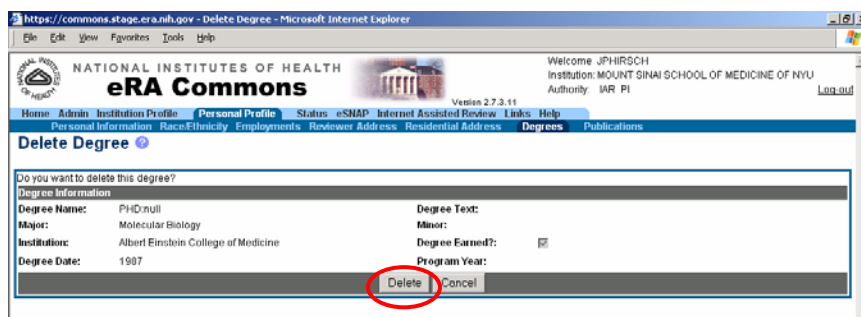 https://commons.stage.era.nih.gov - Delete Degree - Microsoft Internet Explorer
File Edit View Favorites Tools Help
NATIONAL INSTITUTES OF HEALTH
eRA Commons
Version 2.7.3.11
Welcome JPHIRSCH
Institution: MOUNT SINAI SCHOOL OF MEDICINE OF NYU
Authority: IAR PI
Log-out
Home Admin Institution Profile Personal Profile Status eSNAP Internet Assisted Review Links Help
Personal Information Race/Ethnicity Employments Reviewer Address Residential Address Degrees Publications
Delete Degree ?
Do you want to delete this degree?
Degree Information
Degree Name: PHD:null Degree Text:
Major: Molecular Biology Minor:
Institution: Albert Einstein College of Medicine Degree Earned?:
Degree Date: 1987 Program Year:
Delete Cancel